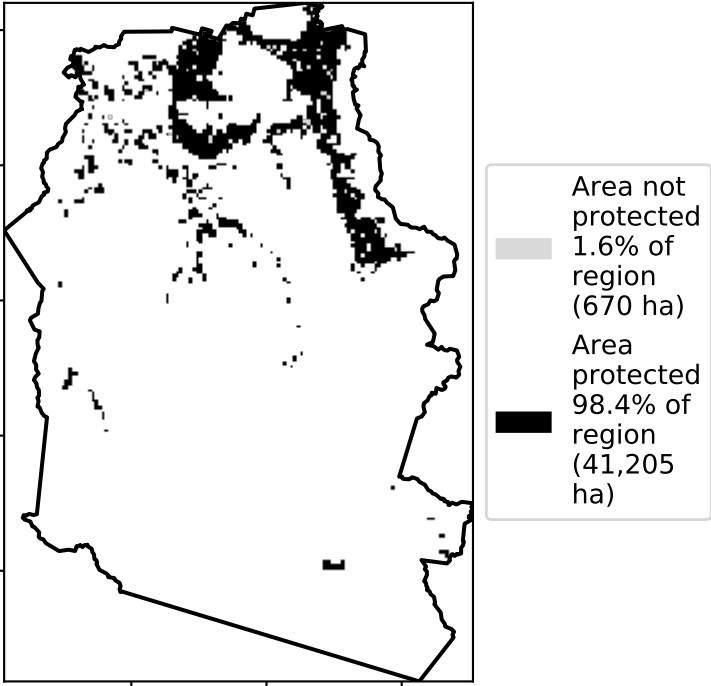 Area not
protected
1.6% of
region
(670 ha)
Area
protected
98.4% of
region
(41,205
ha)